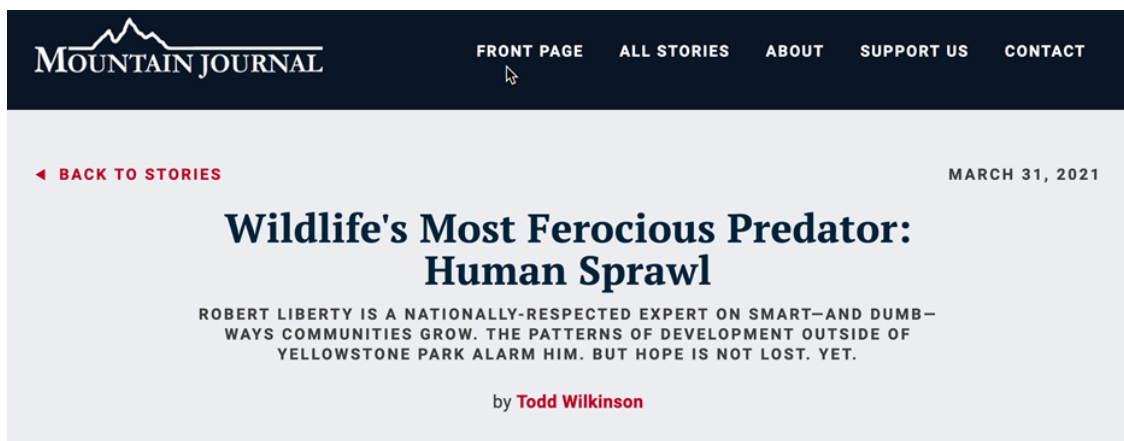 MOUNTAIN JOURNAL
FRONT PAGE ALL STORIES ABOUT SUPPORT US CONTACT
◀ BACK TO STORIES
MARCH 31, 2021
Wildlife's Most Ferocious Predator:
Human Sprawl
ROBERT LIBERTY IS A NATIONALLY-RESPECTED EXPERT ON SMART—AND DUMB—
WAYS COMMUNITIES GROW. THE PATTERNS OF DEVELOPMENT OUTSIDE OF
YELLOWSTONE PARK ALARM HIM. BUT HOPE IS NOT LOST. YET.
by Todd Wilkinson